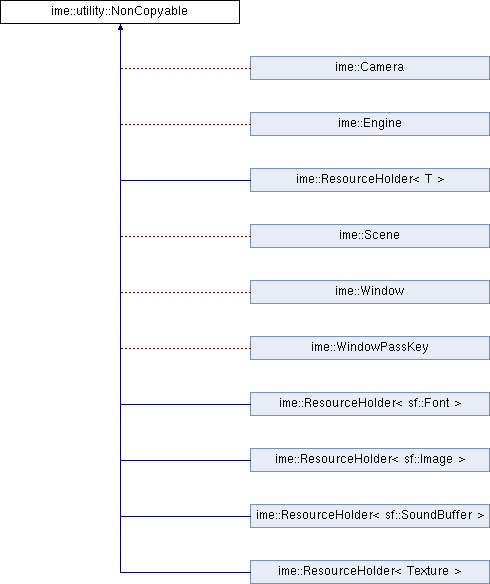 ime::utility::NonCopyable
ime::Camera
ime::Engine
ime::ResourceHolder< T >
ime::Scene
ime::Window
ime::WindowPassKey
ime::ResourceHolder< sf::Font >
ime::ResourceHolder< sf::Image >
ime::ResourceHolder< sf::SoundBuffer >
ime::ResourceHolder< Texture >